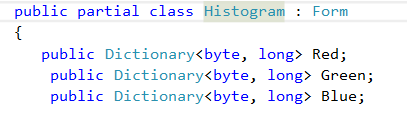 public partial class Histogram : Form
{
public Dictionary<byte, long> Red;
public Dictionary<byte, long> Green;
public Dictionary<byte, long> Blue;